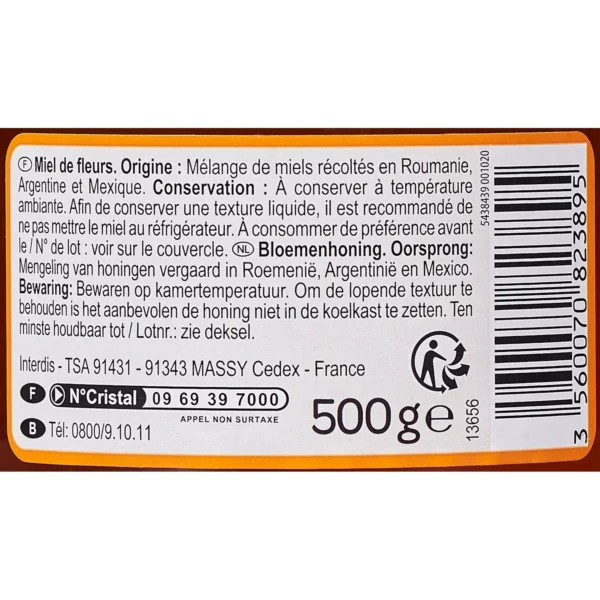 F Miel de fleurs. Origine : Mélange de miels récoltés en Roumanie,
Argentine et Mexique. Conservation : À conserver à température
ambiante. Afin de conserver une texture liquide, il est recommandé de
ne pas mettre le miel au réfrigérateur. À consommer de préférence avant
le / N° de lot : voir sur le couvercle. NL Bloemenhoning. Oorsprong:
Mengeling van honingen vergaard in Roemenië, Argentinië en Mexico.
Bewaring: Bewaren op kamertemperatuur. Om de lopende textuur te
behouden is het aanbevolen de honing niet in de koelkast te zetten. Ten
minste houdbaar tot / Lotnr.: zie deksel.
Interdis - TSA 91431 - 91343 MASSY Cedex - France
F N°Cristal 09 69 39 7000
APPEL NON SURTAXÉ
B Tél: 0800/9.10.11
500g e
13656
5438439 001020
3 560070 823895